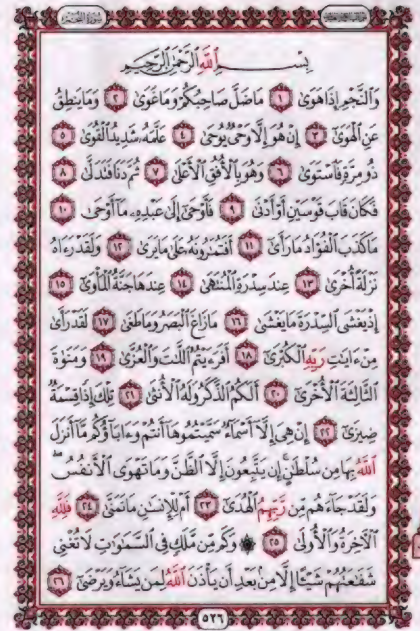 سُورَةُ النَّجْمِ
بِسْمِ اللَّهِ الرَّحْمَٰنِ الرَّحِيمِ
وَالنَّجْمِ إِذَا هَوَىٰ ١ مَا ضَلَّ صَاحِبُكُمْ وَمَا غَوَىٰ ٢ وَمَا يَنطِقُ
عَنِ الْهَوَىٰ ٣ إِنْ هُوَ إِلَّا وَحْيٌ يُوحَىٰ ٤ عَلَّمَهُ شَدِيدُ الْقُوَىٰ ٥
ذُو مِرَّةٍ فَاسْتَوَىٰ ٦ وَهُوَ بِالْأُفُقِ الْأَعْلَىٰ ٧ ثُمَّ دَنَا فَتَدَلَّىٰ ٨
فَكَانَ قَابَ قَوْسَيْنِ أَوْ أَدْنَىٰ ٩ فَأَوْحَىٰ إِلَىٰ عَبْدِهِ مَا أَوْحَىٰ ١٠
مَا كَذَبَ الْفُؤَادُ مَا رَأَىٰ ١١ أَفَتُمَارُونَهُ عَلَىٰ مَا يَرَىٰ ١٢ وَلَقَدْ رَآهُ
نَزْلَةً أُخْرَىٰ ١٣ عِندَ سِدْرَةِ الْمُنتَهَىٰ ١٤ عِندَهَا جَنَّةُ الْمَأْوَىٰ ١٥
إِذْ يَغْشَى السِّدْرَةَ مَا يَغْشَىٰ ١٦ مَا زَاغَ الْبَصَرُ وَمَا طَغَىٰ ١٧ لَقَدْ رَأَىٰ
مِنْ آيَاتِ رَبِّهِ الْكُبْرَىٰ ١٨ أَفَرَأَيْتُمُ اللَّاتَ وَالْعُزَّىٰ ١٩ وَمَنَاةَ
الثَّالِثَةَ الْأُخْرَىٰ ٢٠ أَلَكُمُ الذَّكَرُ وَلَهُ الْأُنثَىٰ ٢١ تِلْكَ إِذًا قِسْمَةٌ
ضِيزَىٰ ٢٢ إِنْ هِيَ إِلَّا أَسْمَاءٌ سَمَّيْتُمُوهَا أَنتُمْ وَآبَاؤُكُم مَّا أَنزَلَ
اللَّهُ بِهَا مِن سُلْطَانٍ ۚ إِن يَتَّبِعُونَ إِلَّا الظَّنَّ وَمَا تَهْوَى الْأَنفُسُ ۖ
وَلَقَدْ جَاءَهُم مِّن رَّبِّهِمُ الْهُدَىٰ ٢٣ أَمْ لِلْإِنسَانِ مَا تَمَنَّىٰ ٢٤ فَلِلَّهِ
الْآخِرَةُ وَالْأُولَىٰ ٢٥ ۞ وَكَم مِّن مَّلَكٍ فِي السَّمَاوَاتِ لَا تُغْنِي
شَفَاعَتُهُمْ شَيْئًا إِلَّا مِن بَعْدِ أَن يَأْذَنَ اللَّهُ لِمَن يَشَاءُ وَيَرْضَىٰ ٢٦
٥٢٦